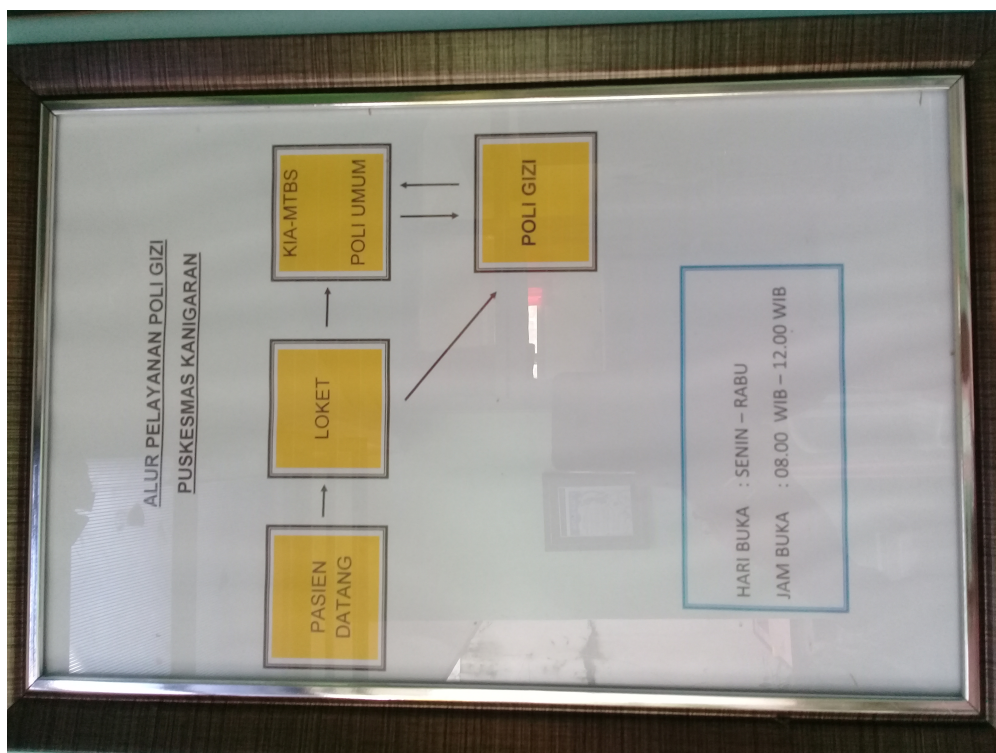 ALUR PELAYANAN POLI GIZI
PUSKESMAS KANIGARAN
PASIEN
DATANG
LOKET
KIA-MTBS
POLI UMUM
POLI GIZI
HARI BUKA : SENIN – RABU
JAM BUKA : 08.00 WIB – 12.00 WIB